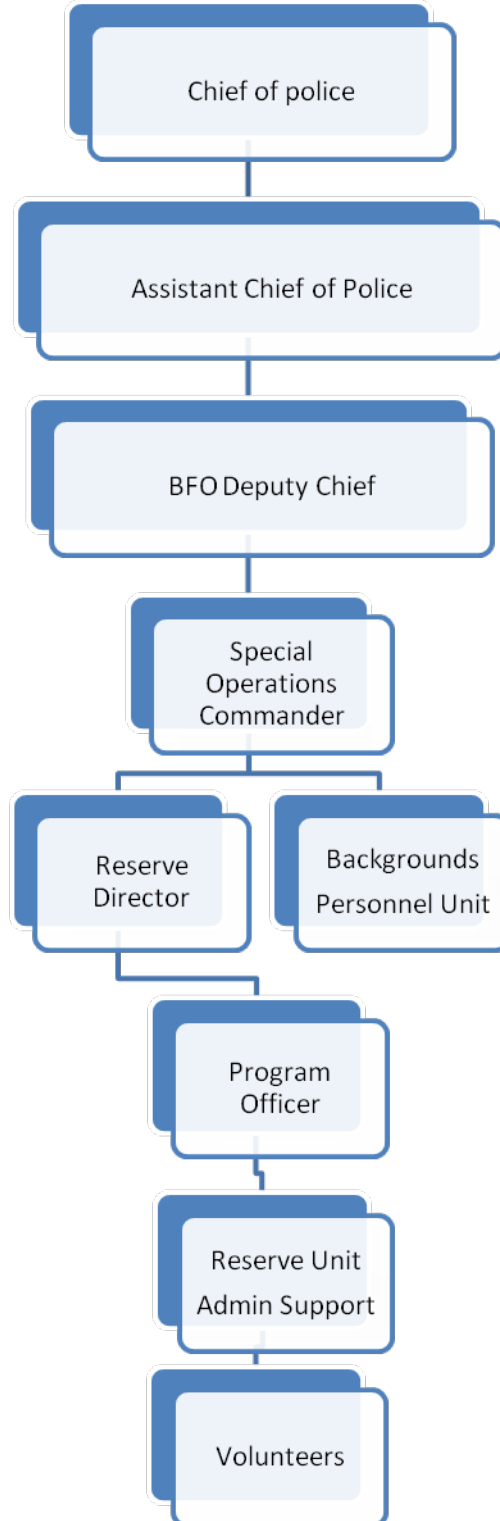 Chief of police
Assistant Chief of Police
BFO Deputy Chief
Special
Operations
Commander
Reserve
Director
Backgrounds
Personnel Unit
Program
Officer
Reserve Unit
Admin Support
Volunteers